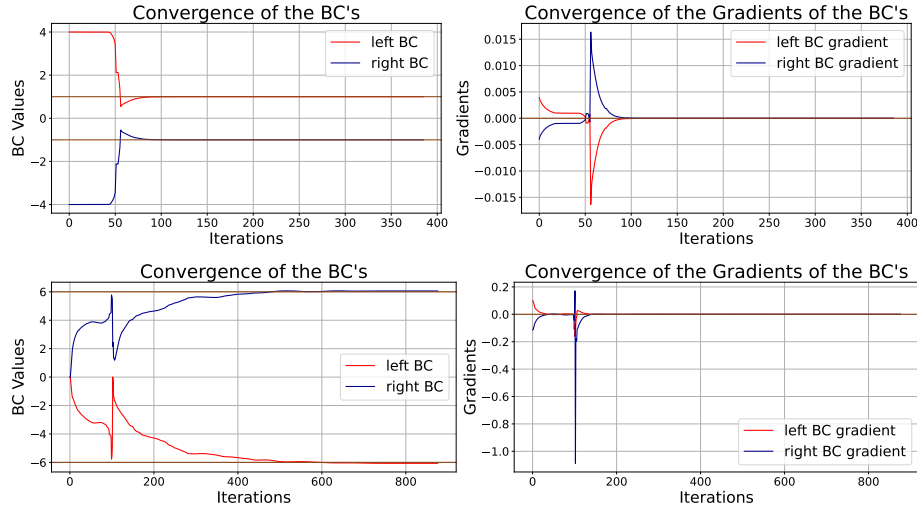 Convergence of the BC's
4
2
0
−2
−4
BC Values
left BC
right BC
0 50 100 150 200 250 300 350 400
Iterations
Convergence of the Gradients of the BC's
0.015
0.010
0.005
0.000
−0.005
−0.010
−0.015
Gradients
left BC gradient
right BC gradient
0 50 100 150 200 250 300 350 400
Iterations
Convergence of the BC's
6
4
2
0
−2
−4
−6
BC Values
left BC
right BC
0 200 400 600 800
Iterations
Convergence of the Gradients of the BC's
0.2
0.0
−0.2
−0.4
−0.6
−0.8
−1.0
Gradients
left BC gradient
right BC gradient
0 200 400 600 800
Iterations